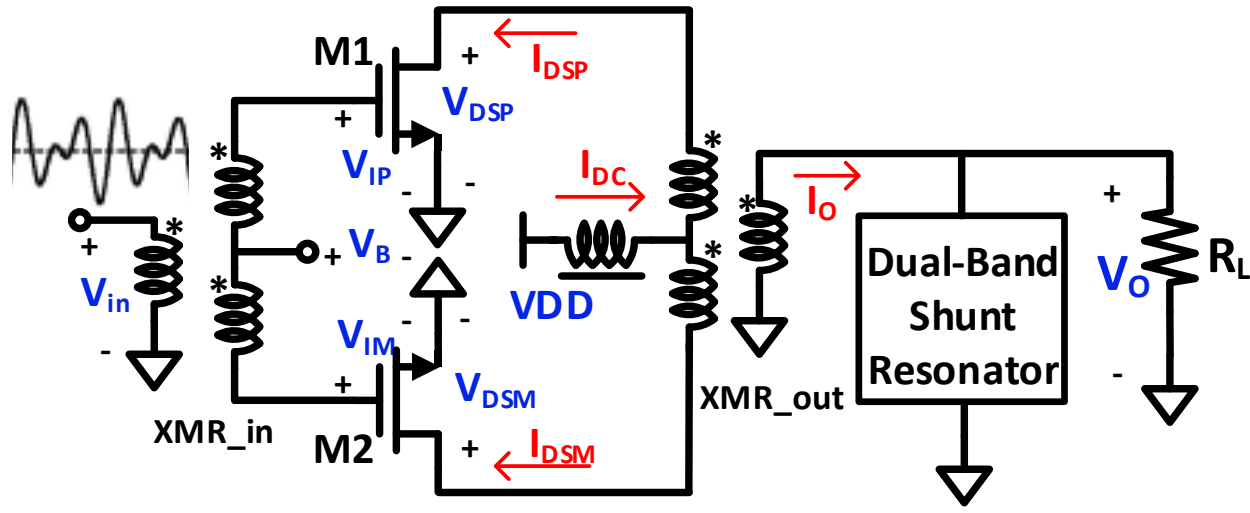 M1
+
I_DSP
V_DSP
+
*
V_IP
-
-
*
I_DC
*
I_O
+
*
*
+
V_in
-
+
V_B
-
*
VDD
*
Dual-Band
Shunt
Resonator
V_O
R_L
-
-
V_IM
+
V_DSM
-
XMR_in
XMR_out
M2
+
I_DSM